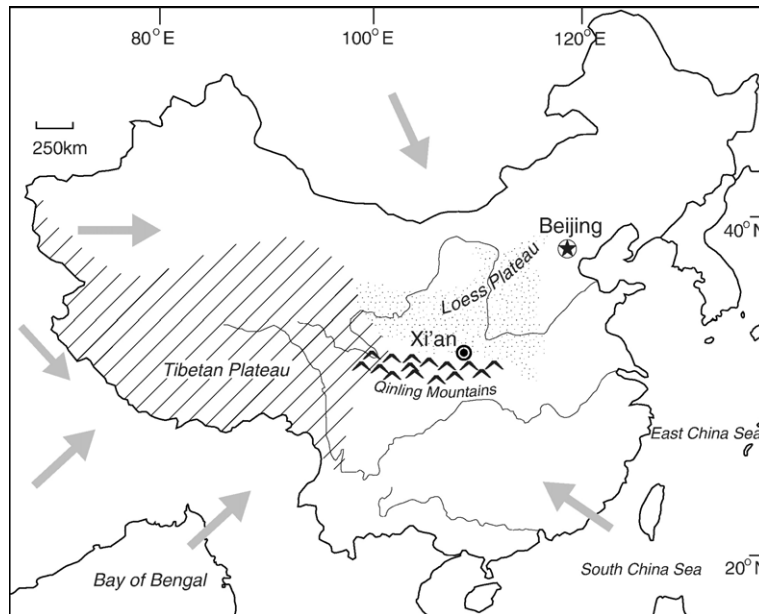 80°E
100°E
120°E
250km
Beijing
40°N
Loess Plateau
Xi'an
Tibetan Plateau
Qinling Mountains
East China Sea
20°N
Bay of Bengal
South China Sea